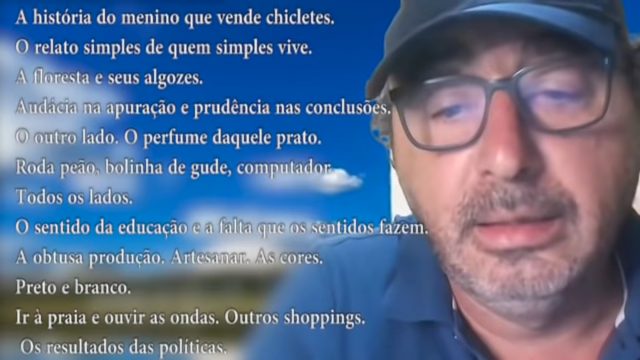 A história do menino que vende chicletes.
O relato simples de quem simples vive.
A floresta e seus algozes.
Audácia na apuração e prudência nas conclusões.
O outro lado. O perfume daquele prato.
Roda peão, bolinha de gude, computador.
Todos os lados.
O sentido da educação e a falta que os sentidos fazem.
A obtusa produção. Artesanar. As cores.
Preto e branco.
Ir à praia e ouvir as ondas. Outros shoppings.
Os resultados das políticas.